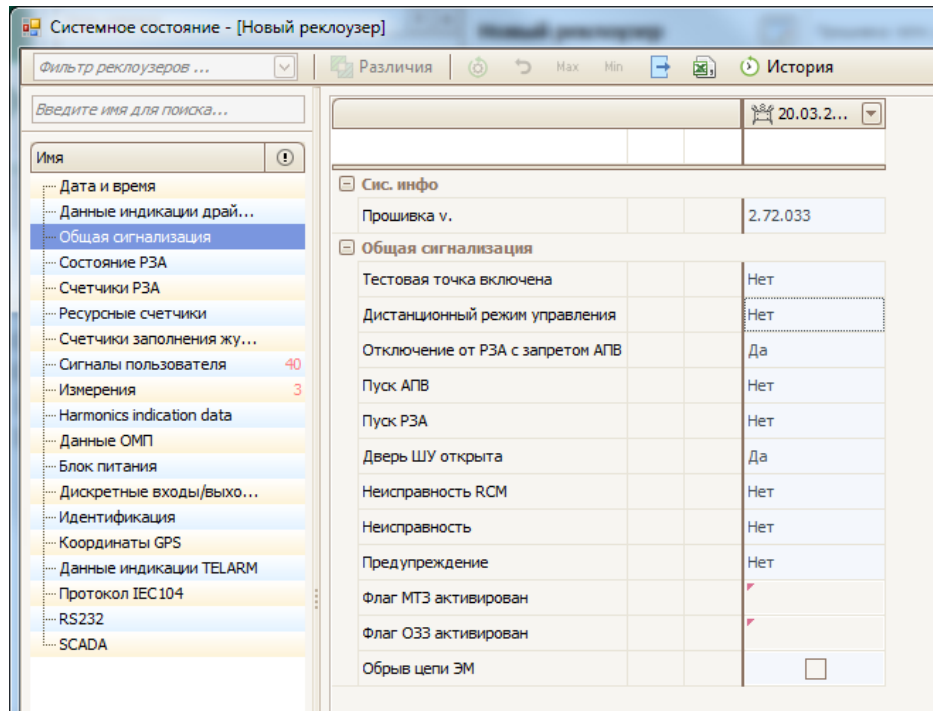 Системное состояние - [Новый реклоузер]
Новый реклоузер
Фильтр реклоузеров ...
Различия
Max
Min
История
Введите имя для поиска...
Имя
Дата и время
Данные индикации драй...
Общая сигнализация
Состояние РЗА
Счетчики РЗА
Ресурсные счетчики
Счетчики заполнения жу...
Сигналы пользователя 40
Измерения 3
Harmonics indication data
Данные ОМП
Блок питания
Дискретные входы/выхо...
Идентификация
Координаты GPS
Данные индикации TELARM
Протокол IEC104
RS232
SCADA
20.03.2...
Сис. инфо
Прошивка v. 2.72.033
Общая сигнализация
Тестовая точка включена Нет
Дистанционный режим управления Нет
Отключение от РЗА с запретом АПВ Да
Пуск АПВ Нет
Пуск РЗА Нет
Дверь ШУ открыта Да
Неисправность RCM Нет
Неисправность Нет
Предупреждение Нет
Флаг МТЗ активирован
Флаг ОЗЗ активирован
Обрыв цепи ЭМ